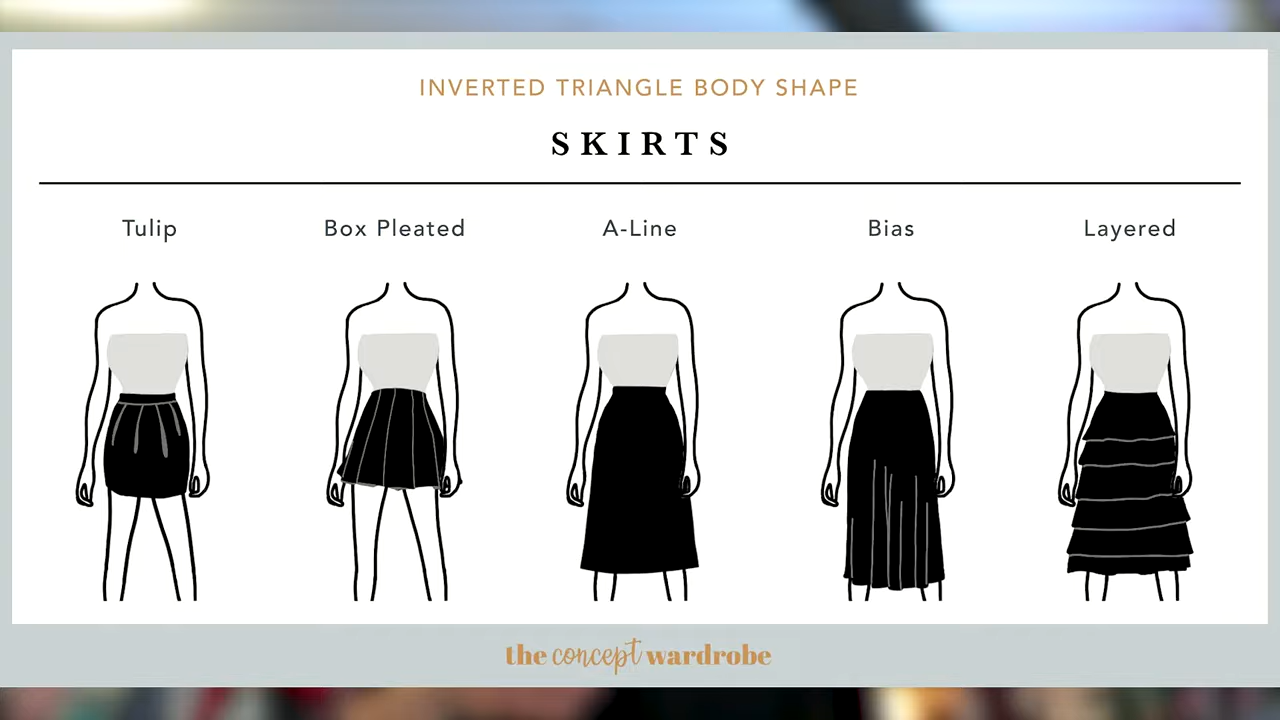 INVERTED TRIANGLE BODY SHAPE
SKIRTS
Tulip
Box Pleated
A-Line
Bias
Layered
the concept wardrobe